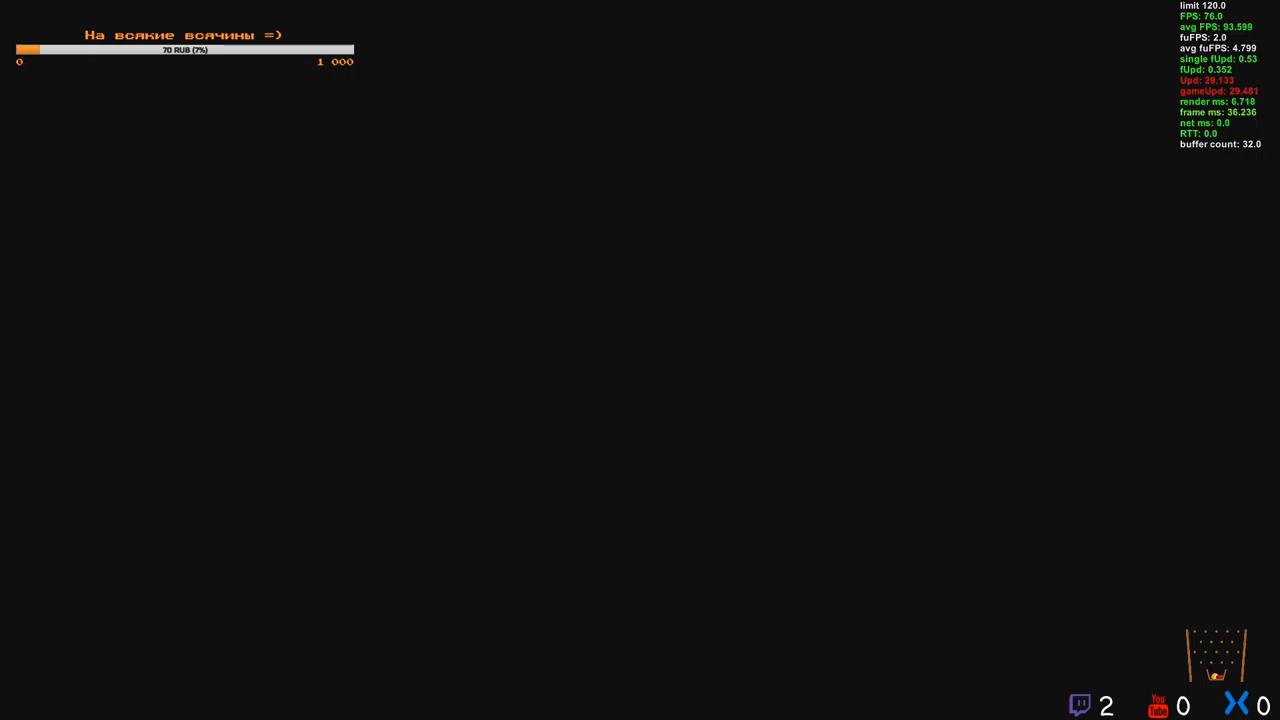 На всякие всячины =)
70 RUB (7%)
0
1 000
limit 120.0
FPS: 76.0
avg FPS: 93.599
fuFPS: 2.0
avg fuFPS: 4.799
single fUpd: 0.53
fUpd: 0.352
Upd: 29.133
gameUpd: 29.481
render ms: 6.718
frame ms: 36.236
net ms: 0.0
RTT: 0.0
buffer count: 32.0
2
You Tube
0
0